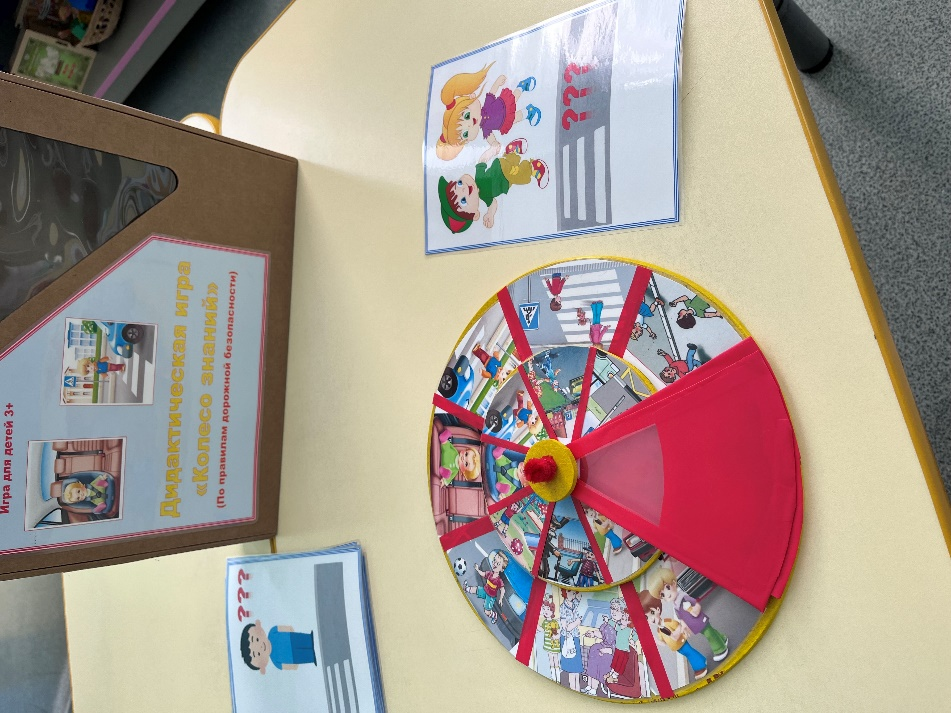 Игра для детей 3+
Дидактическая игра
«Колесо знаний»
(По правилам дорожной безопасности)
???
???